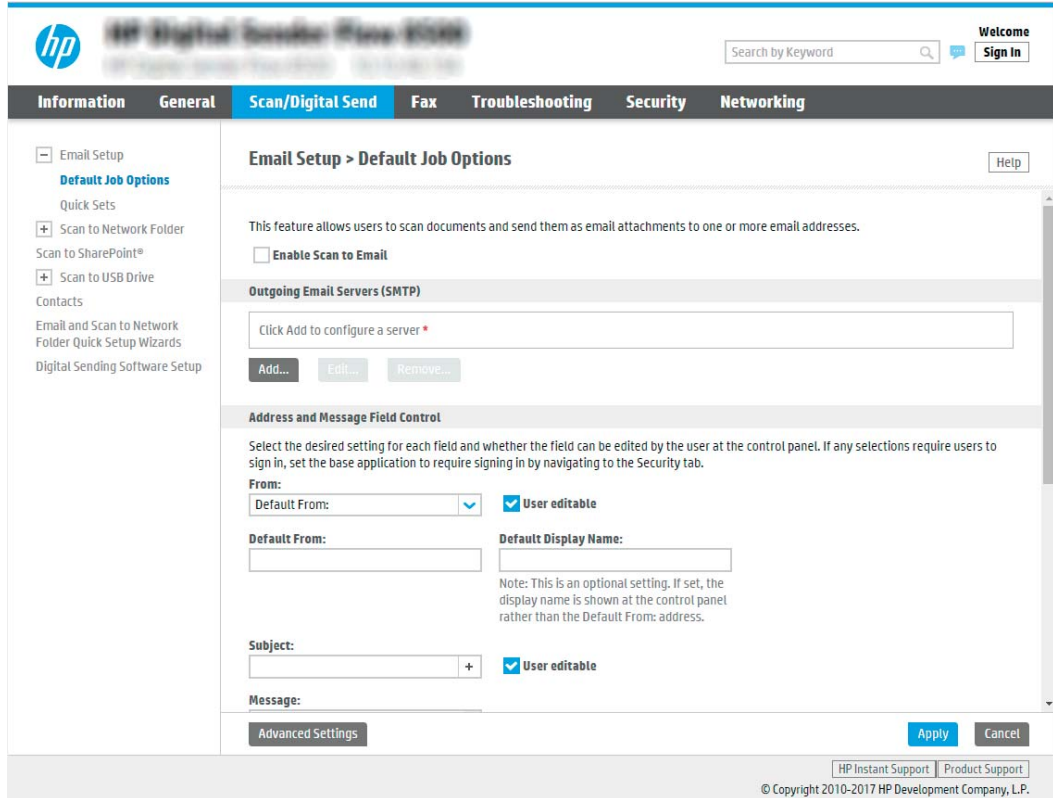 hp
Welcome
Search by Keyword
Sign In
Information General Scan/Digital Send Fax Troubleshooting Security Networking
Email Setup
Default Job Options
Quick Sets
Scan to Network Folder
Scan to SharePoint®
Scan to USB Drive
Contacts
Email and Scan to Network
Folder Quick Setup Wizards
Digital Sending Software Setup
Email Setup > Default Job Options
Help
This feature allows users to scan documents and send them as email attachments to one or more email addresses.
Enable Scan to Email
Outgoing Email Servers (SMTP)
Click Add to configure a server *
Add... Edit... Remove...
Address and Message Field Control
Select the desired setting for each field and whether the field can be edited by the user at the control panel. If any selections require users to
sign in, set the base application to require signing in by navigating to the Security tab.
From:
Default From: User editable
Default From: Default Display Name:
Note: This is an optional setting. If set, the
display name is shown at the control panel
rather than the Default From: address.
Subject:
+ User editable
Message:
Advanced Settings Apply Cancel
HP Instant Support Product Support
© Copyright 2010-2017 HP Development Company, L.P.